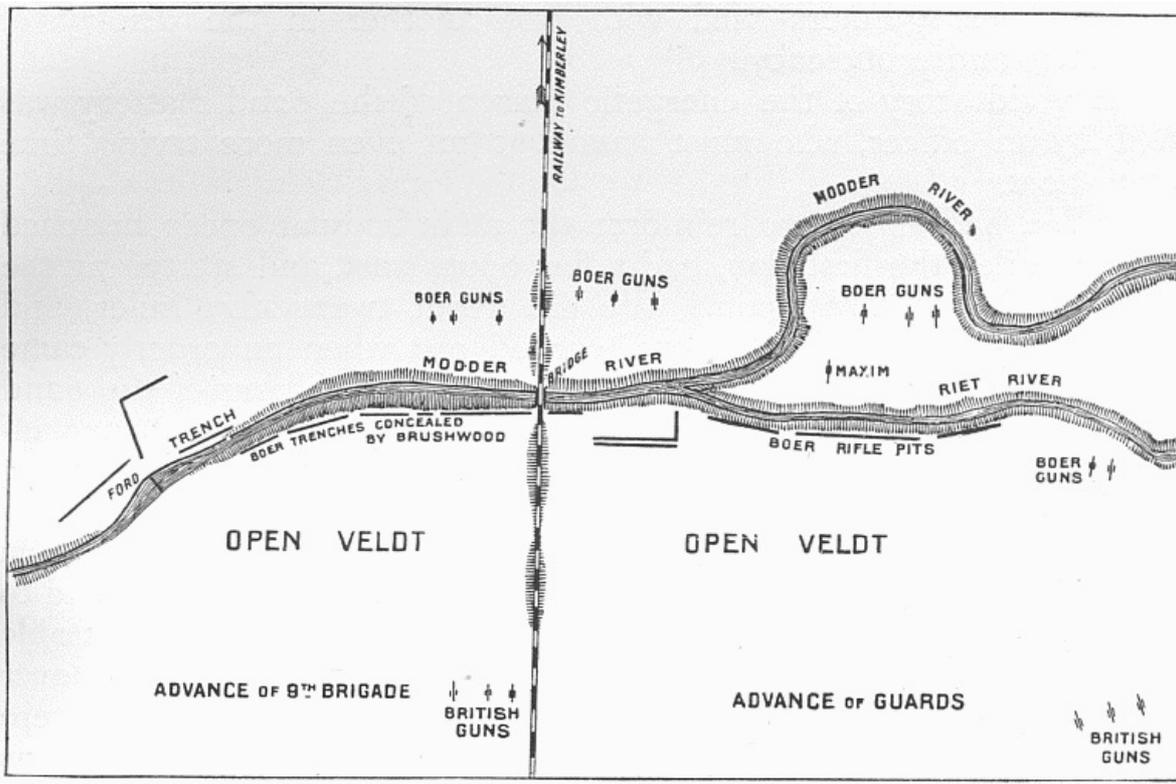 RAILWAY TO KIMBERLEY
MODDER RIVER
BOER GUNS
BOER GUNS
BOER GUNS
MODDER
BRIDGE
RIVER
MAXIM
RIET RIVER
TRENCH
BOER TRENCHES CONCEALED
BY BRUSHWOOD
BOER RIFLE PITS
FORD
BOER
GUNS
OPEN VELDT
OPEN VELDT
ADVANCE OF 9TH BRIGADE
BRITISH
GUNS
ADVANCE OF GUARDS
BRITISH
GUNS